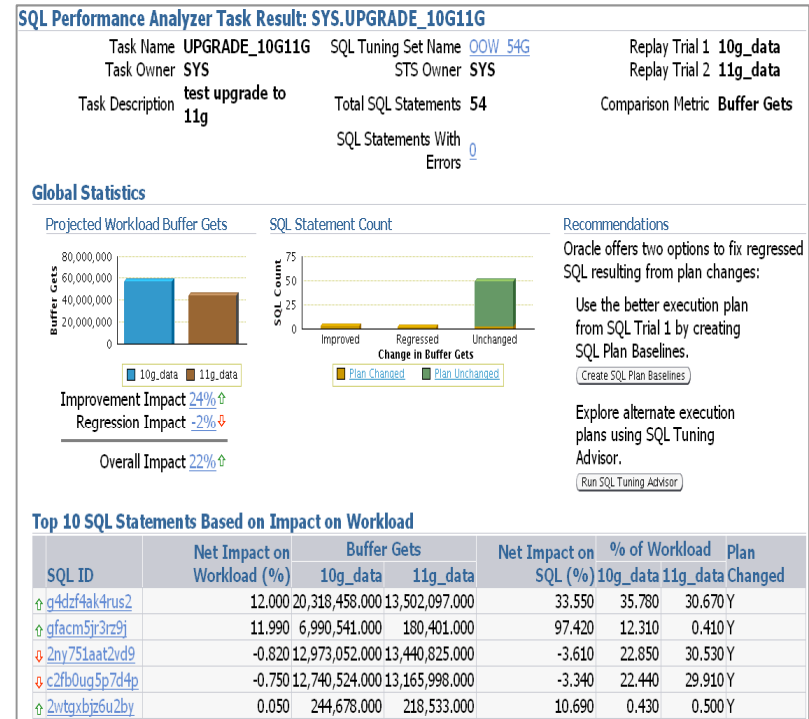 SQL Performance Analyzer Task Result: SYS.UPGRADE_10G11G
Task Name UPGRADE_10G11G SQL Tuning Set Name OOW_54G Replay Trial 1 10g_data
Task Owner SYS STS Owner SYS Replay Trial 2 11g_data
Task Description test upgrade to 11g Total SQL Statements 54 Comparison Metric Buffer Gets
SQL Statements With Errors 0
Global Statistics
Projected Workload Buffer Gets
Buffer Gets
80,000,000
60,000,000
40,000,000
20,000,000
0
10g_data 11g_data
Improvement Impact 24%
Regression Impact -2%
Overall Impact 22%
SQL Statement Count
SQL Count
75
50
25
0
Improved Regressed Unchanged
Change in Buffer Gets
Plan Changed Plan Unchanged
Recommendations
Oracle offers two options to fix regressed
SQL resulting from plan changes:
Use the better execution plan
from SQL Trial 1 by creating
SQL Plan Baselines.
Create SQL Plan Baselines
Explore alternate execution
plans using SQL Tuning
Advisor.
Run SQL Tuning Advisor
Top 10 SQL Statements Based on Impact on Workload
SQL ID Net Impact on Workload (%) Buffer Gets 10g_data 11g_data Net Impact on SQL (%) % of Workload 10g_data 11g_data Plan Changed
g4dzf4ak4rus2 12.000 20,318,458.000 13,502,097.000 33.550 35.780 30.670 Y
gfacm5jr3rz9j 11.990 6,990,541.000 180,401.000 97.420 12.310 0.410 Y
2ny751aat2vd9 -0.820 12,973,052.000 13,440,825.000 -3.610 22.850 30.530 Y
c2fb0ug5p7d4p -0.750 12,740,524.000 13,165,998.000 -3.340 22.440 29.910 Y
2wtgxbjz6u2by 0.050 244,678.000 218,533.000 10.690 0.430 0.500 Y